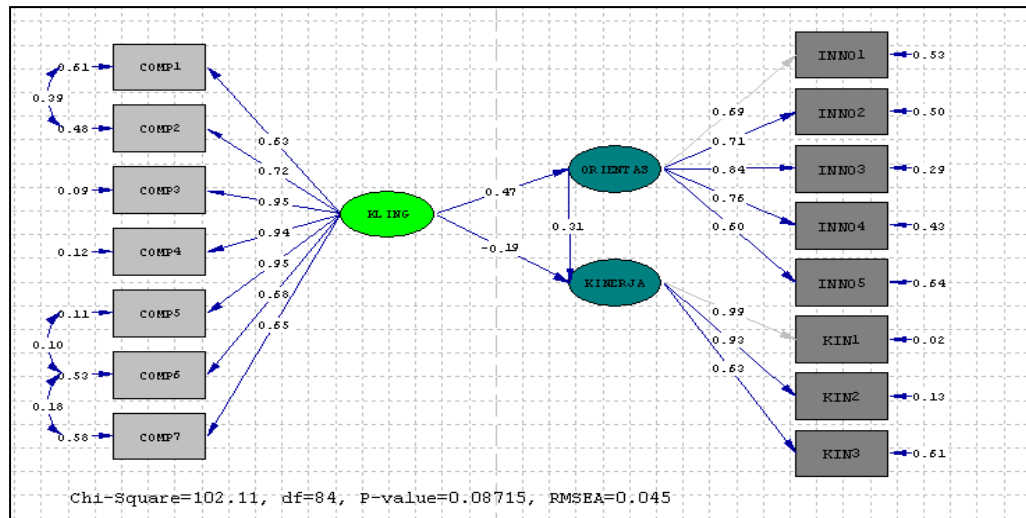 COMP1
COMP2
COMP3
COMP4
COMP5
COMP6
COMP7
0.61
0.48
0.09
0.12
0.11
0.53
0.58
0.39
0.10
0.18
0.63
0.72
0.95
0.94
0.95
0.68
0.65
KLING
0.47
-0.19
ORIENTAS
0.31
KINERJA
0.69
0.71
0.84
0.76
0.60
0.99
0.93
0.63
INNO1
INNO2
INNO3
INNO4
INNO5
KIN1
KIN2
KIN3
0.53
0.50
0.29
0.43
0.64
0.02
0.13
0.61
Chi-Square=102.11, df=84, P-value=0.08715, RMSEA=0.045